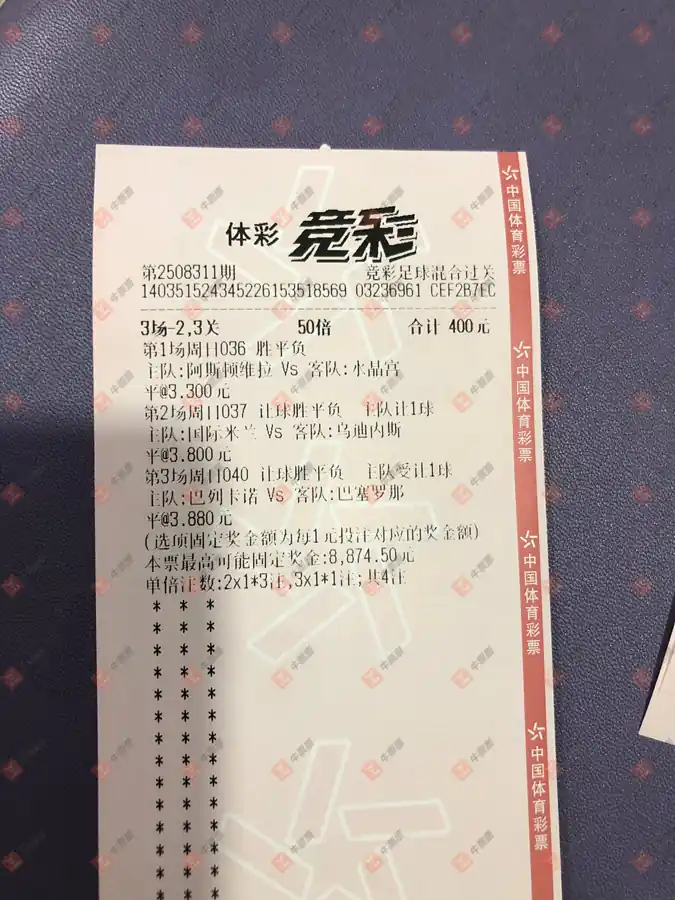 体彩 竞彩
第2508311期 竞彩足球混合过关
140351524345226153518569 03236961 CEF2B7EC
3场-2,3关 50倍 合计 400元
第1场周日036 胜平负
主队:阿斯顿维拉 Vs 客队:水晶宫
平@3.300元
第2场周日037 让球胜平负 主队让1球
主队:国际米兰 Vs 客队:乌迪内斯
平@3.800元
第3场周日040 让球胜平负 主队受让1球
主队:巴列卡诺 Vs 客队:巴塞罗那
平@3.880元
(选项固定奖金额为每1元投注对应的奖金额)
本票最高可能固定奖金:8,874.50元
单倍注数:2x1*3注,3x1*1注;共4注
中国体育彩票
中国体育彩票
中国体育彩票
中国体育彩票